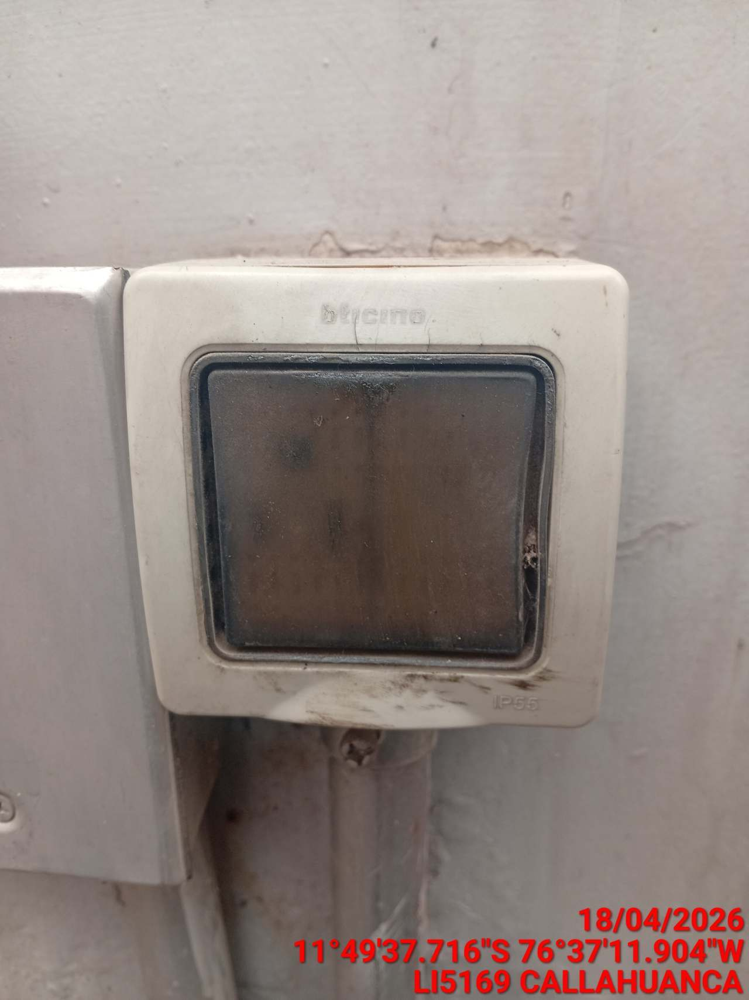 bticino
IP55
18/04/2026
11°49'37.716"S 76°37'11.904"W
LI5169 CALLAHUANCA